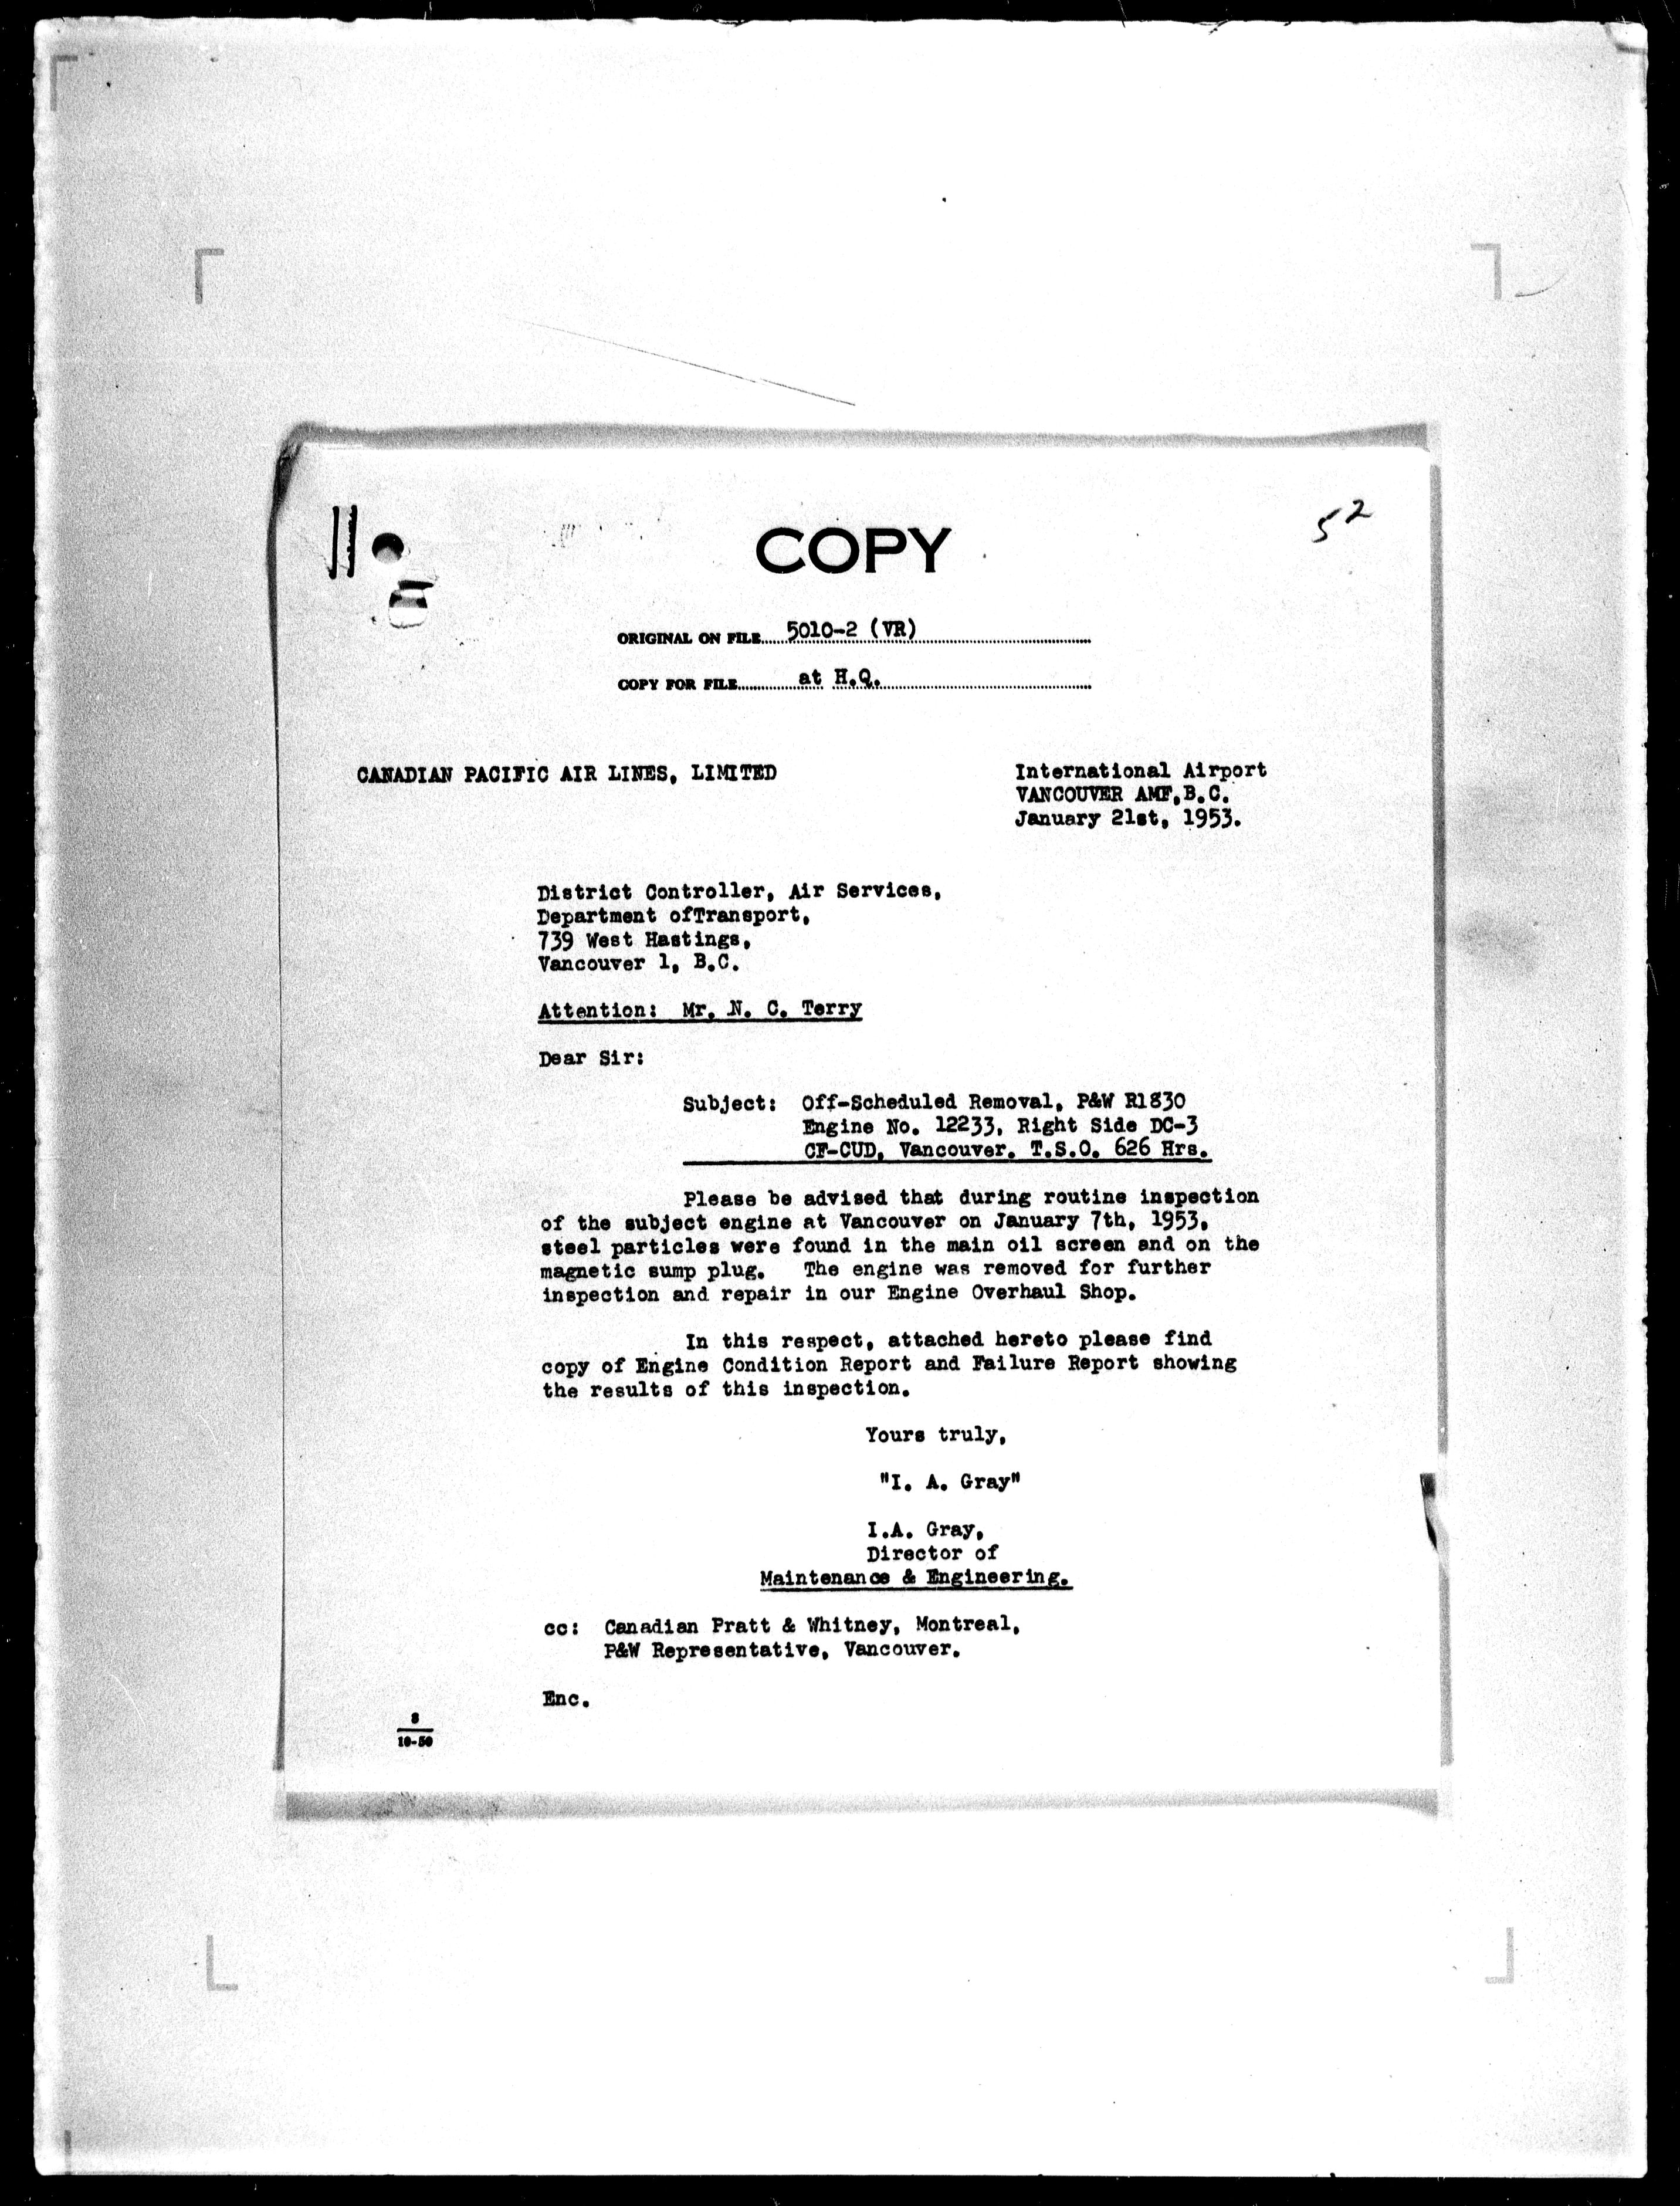 52
COPY
ORIGINAL ON FILE 5010-2 (VR)
COPY FOR FILE at H.Q.
CANADIAN PACIFIC AIR LINES, LIMITED
International Airport
VANCOUVER AMF, B.C.
January 21st, 1953.
District Controller, Air Services,
Department ofTransport,
739 West Hastings,
Vancouver 1, B.C.
Attention: Mr. N. C. Terry
Dear Sir:
Subject: Off-Scheduled Removal, P&W R1830
Engine No. 12233, Right Side DC-3
CF-CUD, Vancouver. T.S.O. 626 Hrs.
Please be advised that during routine inspection
of the subject engine at Vancouver on January 7th, 1953,
steel particles were found in the main oil screen and on the
magnetic sump plug. The engine was removed for further
inspection and repair in our Engine Overhaul Shop.
In this respect, attached hereto please find
copy of Engine Condition Report and Failure Report showing
the results of this inspection.
Yours truly,
"I. A. Gray"
I.A. Gray,
Director of
Maintenance & Engineering.
cc: Canadian Pratt & Whitney, Montreal,
P&W Representative, Vancouver.
Enc.
8
10-50